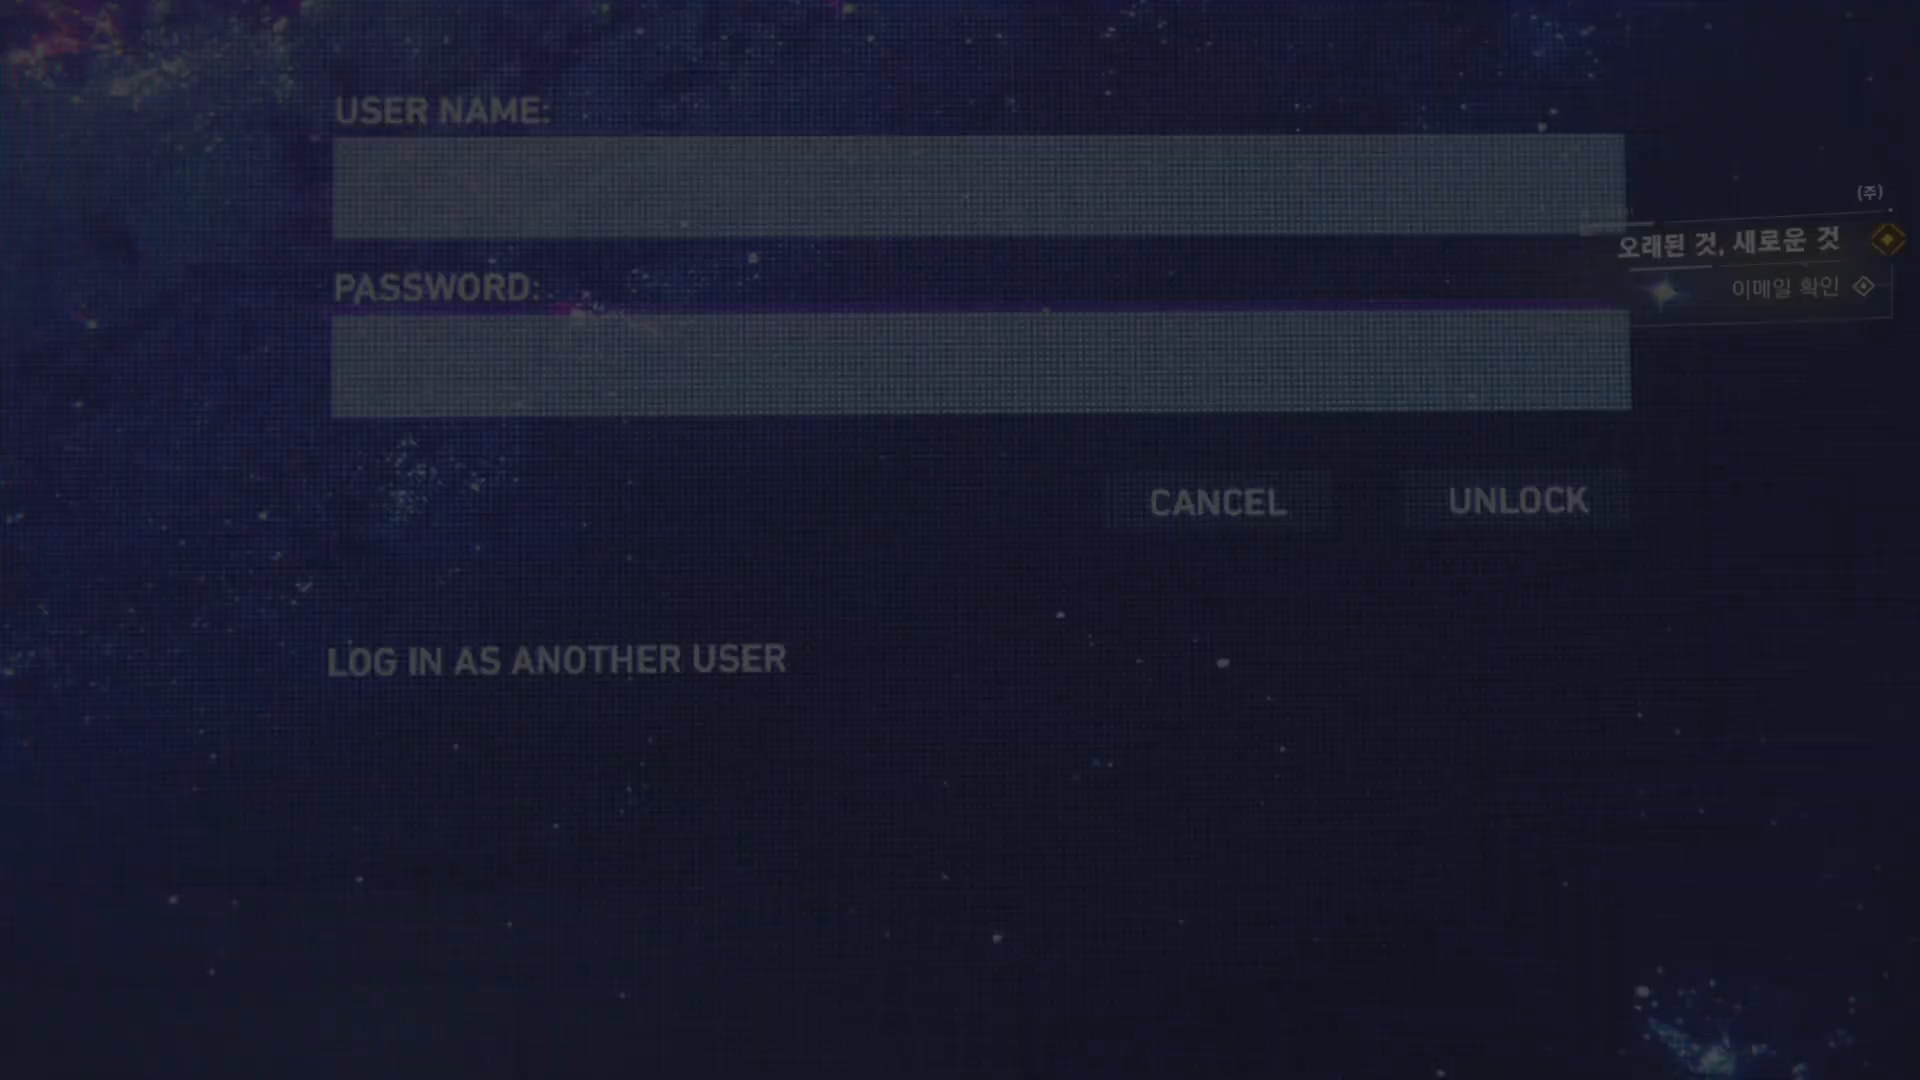 USER NAME:
(주)
오래된 것, 새로운 것
PASSWORD:
이메일 확인
CANCEL
UNLOCK
LOG IN AS ANOTHER USER